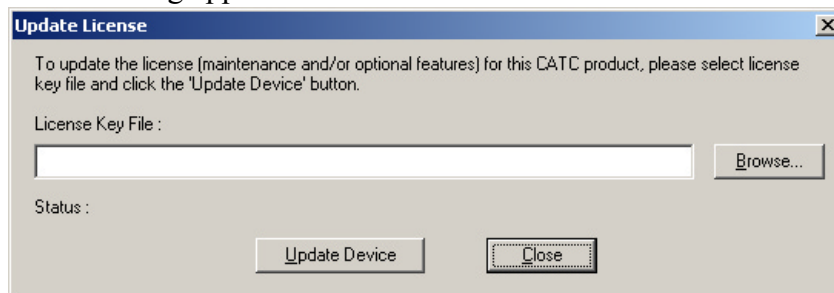 Update License
To update the license (maintenance and/or optional features) for this CATC product, please select license
key file and click the 'Update Device' button.
License Key File :
Browse...
Status :
Update Device
Close